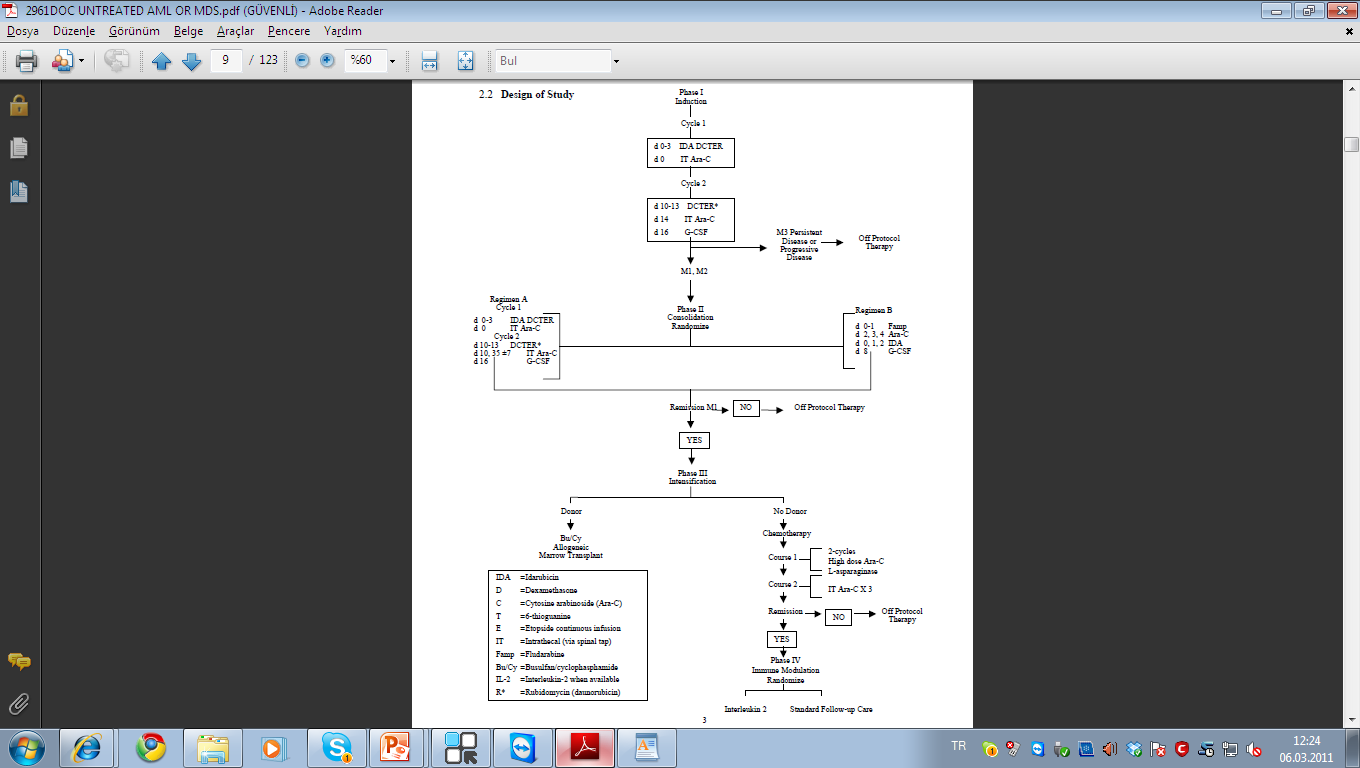 2961DOC UNTREATED AML OR MDS.pdf (GÜVENLİ) - Adobe Reader
Dosya Düzenle Görünüm Belge Araçlar Pencere Yardım
9 / 123 %60 Bul
2.2 Design of Study
Phase I
Induction
Cycle 1
d 0-3 IDA DCTER
d 0 IT Ara-C
Cycle 2
d 10-13 DCTER*
d 14 IT Ara-C
d 16 G-CSF
M3 Persistent
Disease or
Progressive
Disease
Off Protocol
Therapy
M1, M2
Phase II
Consolidation
Randomize
Regimen A
Cycle 1
d 0-3 IDA DCTER
d 0 IT Ara-C
Cycle 2
d 10-13 DCTER*
d 10, 35 ±7 IT Ara-C
d 16 G-CSF
Regimen B
d 0-1 Famp
d 2, 3, 4 Ara-C
d 0, 1, 2 IDA
d 8 G-CSF
Remission M1 NO Off Protocol Therapy
YES
Phase III
Intensification
Donor
Bu/Cy
Allogeneic
Marrow Transplant
No Donor
Chemotherapy
Course 1
2-cycles
High dose Ara-C
L-asparaginase
Course 2
IT Ara-C X 3
Remission NO Off Protocol
Therapy
YES
Phase IV
Immune Modulation
Randomize
Interleukin 2 Standard Follow-up Care
IDA =Idarubicin
D =Dexamethasone
C =Cytosine arabinoside (Ara-C)
T =6-thioguanine
E =Etopside continuous infusion
IT =Intrathecal (via spinal tap)
Famp =Fludarabine
Bu/Cy =Busulfan/cyclophasphamide
IL-2 =Interleukin-2 when available
R* =Rubidomycin (daunorubicin)
3
TR
12:24
06.03.2011